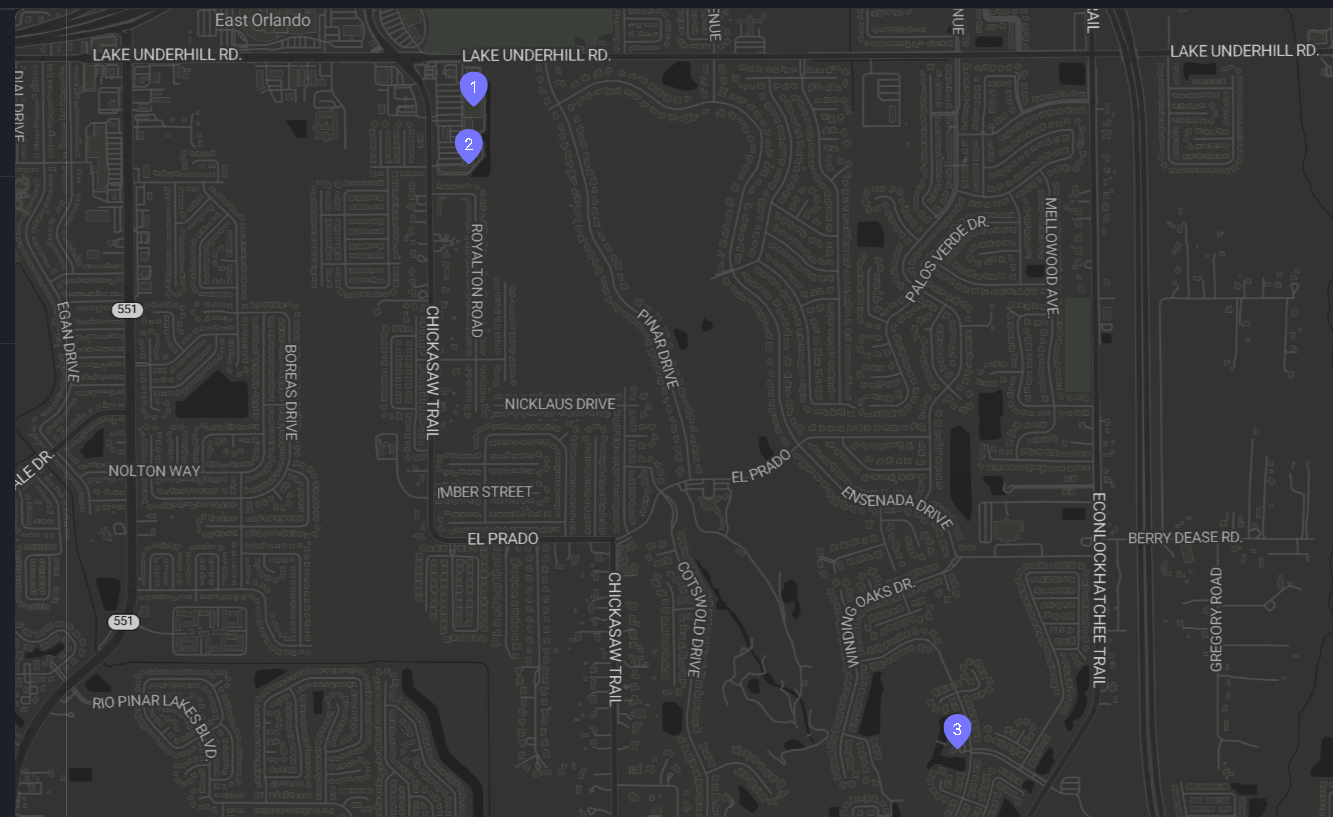 East Orlando
ENUE
NUE
AIL
LAKE UNDERHILL RD.
LAKE UNDERHILL RD.
LAKE UNDERHILL RD.
DIAL DRIVE
1
2
ROYALTON ROAD
MELLOWOOD AVE.
PALOS VERDE DR.
551
EGAN DRIVE
CHICKASAW TRAIL
BOREAS DRIVE
PINAR DRIVE
NICKLAUS DRIVE
ALE DR.
NOLTON WAY
EL PRADO
IMBER STREET
ENSENADA DRIVE
ECONLOCKHATCHEE TRAIL
EL PRADO
BERRY DEASE RD.
CHICKASAW TRAIL
COTSWOLD DRIVE
WINDING OAKS DR.
GREGORY ROAD
551
RIO PINAR LAKES BLVD.
3